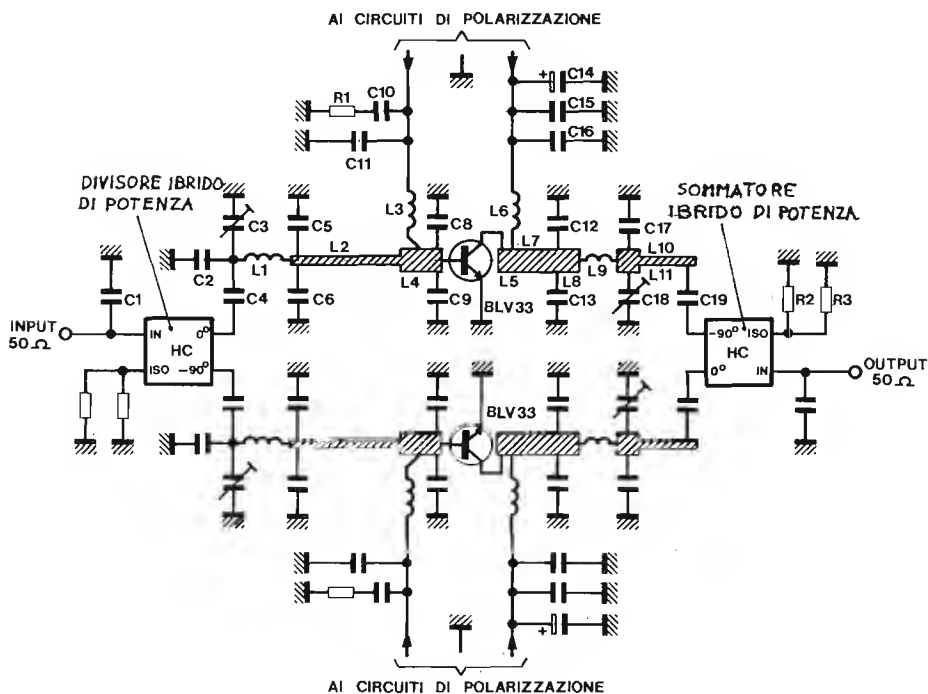 AI CIRCUITI DI POLARIZZAZIONE
+ C14
R1 C10
C15
C11
C16
DIVISORE IBRIDO
DI POTENZA
SOMMATORE
IBRIDO DI POTENZA
C3 C5 L3 C8 L6 C12 C17
L2 L7 L10
C2 L1 L4 L5 L8 L9 L11
C1 C4 C6 C9 BLV33 C13 C18 C19 R2 R3
INPUT
50Ω
IN 0°
HC
ISO -90°
-90° ISO
HC
0° IN
OUTPUT
50Ω
BLV33
+
AI CIRCUITI DI POLARIZZAZIONE